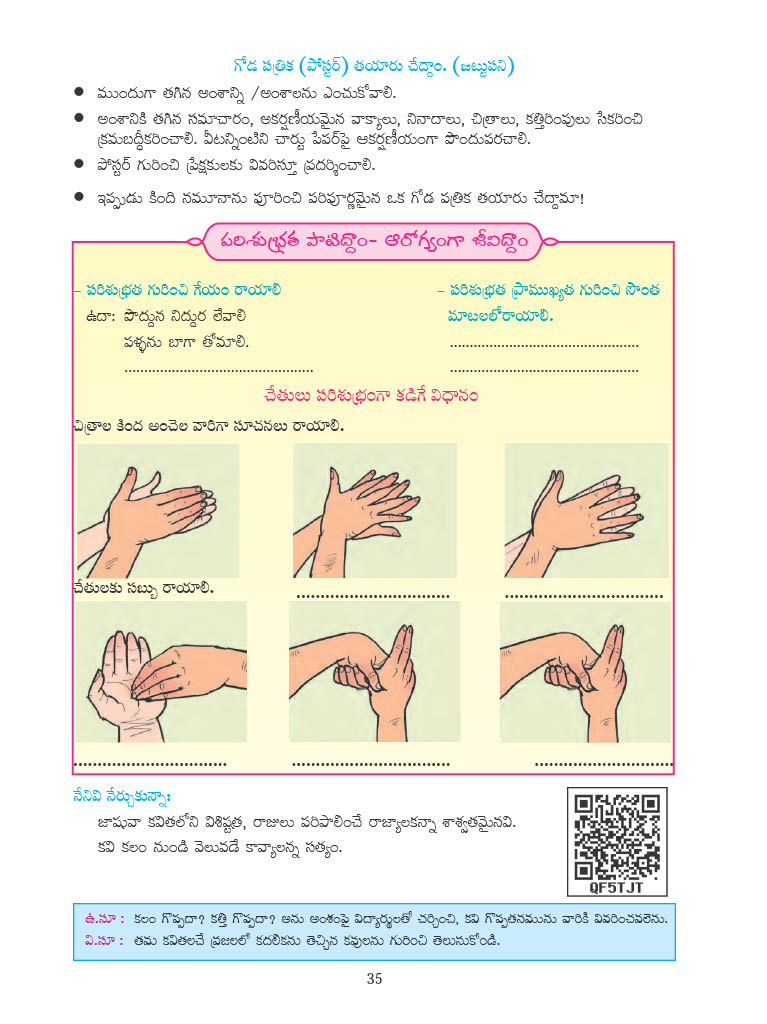 గోడ పత్రిక (పోస్టర్) తయారు చేద్దాం. (జట్టుపని)
● ముందుగా తగిన అంశాన్ని /అంశాలను ఎంచుకోవాలి.
● అంశానికి తగిన సమాచారం, ఆకర్షణీయమైన వాక్యాలు, నినాదాలు, చిత్రాలు, కత్తిరింపులు సేకరించి
క్రమబద్ధీకరించాలి. వీటన్నింటిని చార్టు పేపర్‌పై ఆకర్షణీయంగా పొందుపరచాలి.
● పోస్టర్ గురించి ప్రేక్షకులకు వివరిస్తూ ప్రదర్శించాలి.
● ఇప్పుడు కింది నమూనాను పూరించి పరిపూర్ణమైన ఒక గోడ పత్రిక తయారు చేద్దామా!
పరిశుభ్రత పాటిద్దాం- ఆరోగ్యంగా జీవిద్దాం
– పరిశుభ్రత గురించి గేయం రాయాలి
ఉదా: పొద్దున నిద్దుర లేవాలి
పళ్ళను బాగా తోమాలి.
................................................
– పరిశుభ్రత ప్రాముఖ్యత గురించి సొంత
మాటలలోరాయాలి.
................................................
................................................
చేతులు పరిశుభ్రంగా కడిగే విధానం
చిత్రాల కింద అంచెల వారిగా సూచనలు రాయాలి.
చేతులకు సబ్బు రాయాలి. ................................ ................................
................................ ................................ ................................
నేనివి నేర్చుకున్నా:
జాషువా కవితలోని విశిష్టత, రాజులు పరిపాలించే రాజ్యాలకన్నా శాశ్వతమైనవి.
కవి కలం నుండి వెలువడే కావ్యాలన్న సత్యం.
QF5TJT
ఉ.సూ : కలం గొప్పదా? కత్తి గొప్పదా? అను అంశంపై విద్యార్థులతో చర్చించి, కవి గొప్పతనమును వారికి వివరించవలెను.
వి.సూ : తమ కవితలచే ప్రజలలో కదలికను తెచ్చిన కవులను గురించి తెలుసుకోండి.
35